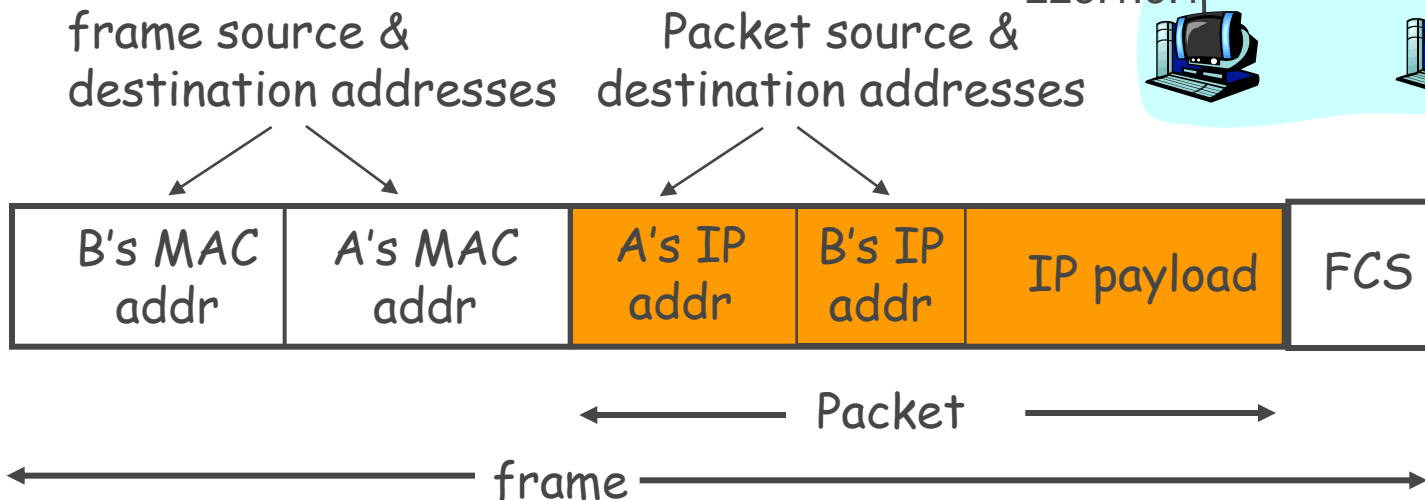 frame source &
destination addresses
Packet source &
destination addresses
B's MAC
addr
A's MAC
addr
A's IP
addr
B's IP
addr
IP payload
FCS
Packet
frame